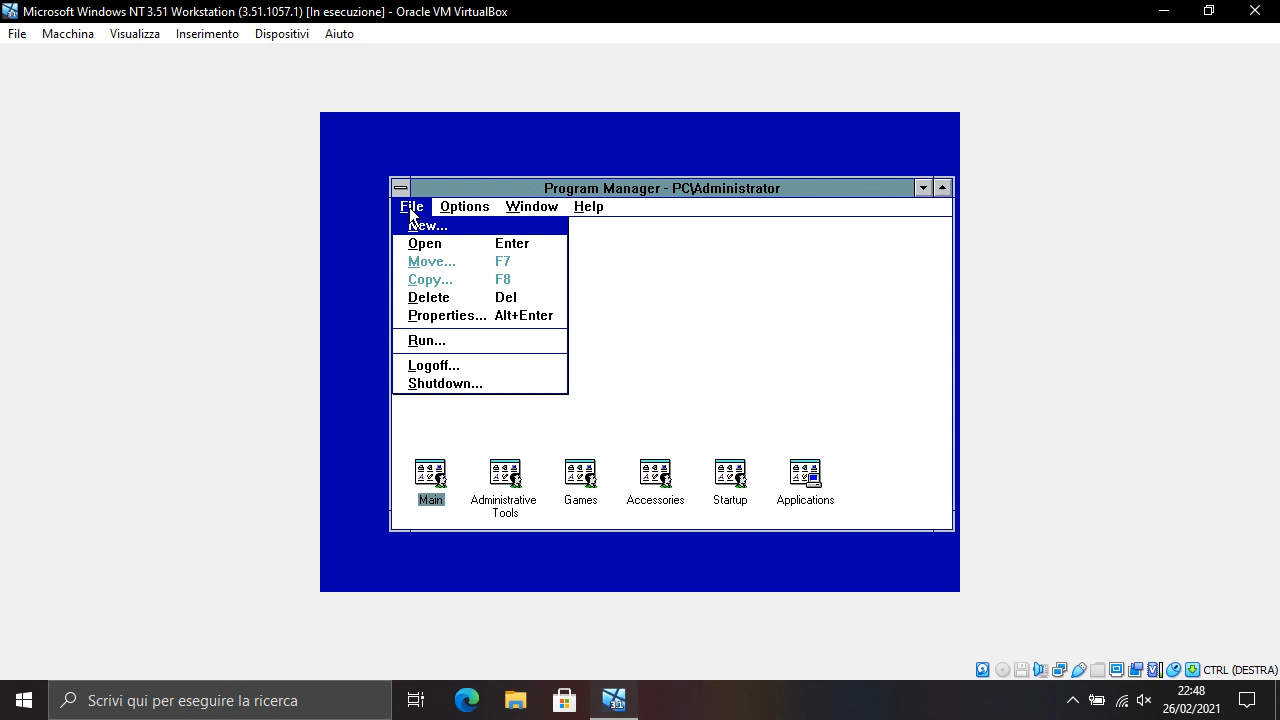 Microsoft Windows NT 3.51 Workstation (3.51.1057.1) [In esecuzione] - Oracle VM VirtualBox
File Macchina Visualizza Inserimento Dispositivi Aiuto
Program Manager - PC\Administrator
File Options Window Help
New...
Open Enter
Move... F7
Copy... F8
Delete Del
Properties... Alt+Enter
Run...
Logoff...
Shutdown...
Main Administrative Tools Games Accessories Startup Applications
CTRL (DESTRA)
Scrivi qui per eseguire la ricerca
3.1
22:48
26/02/2021